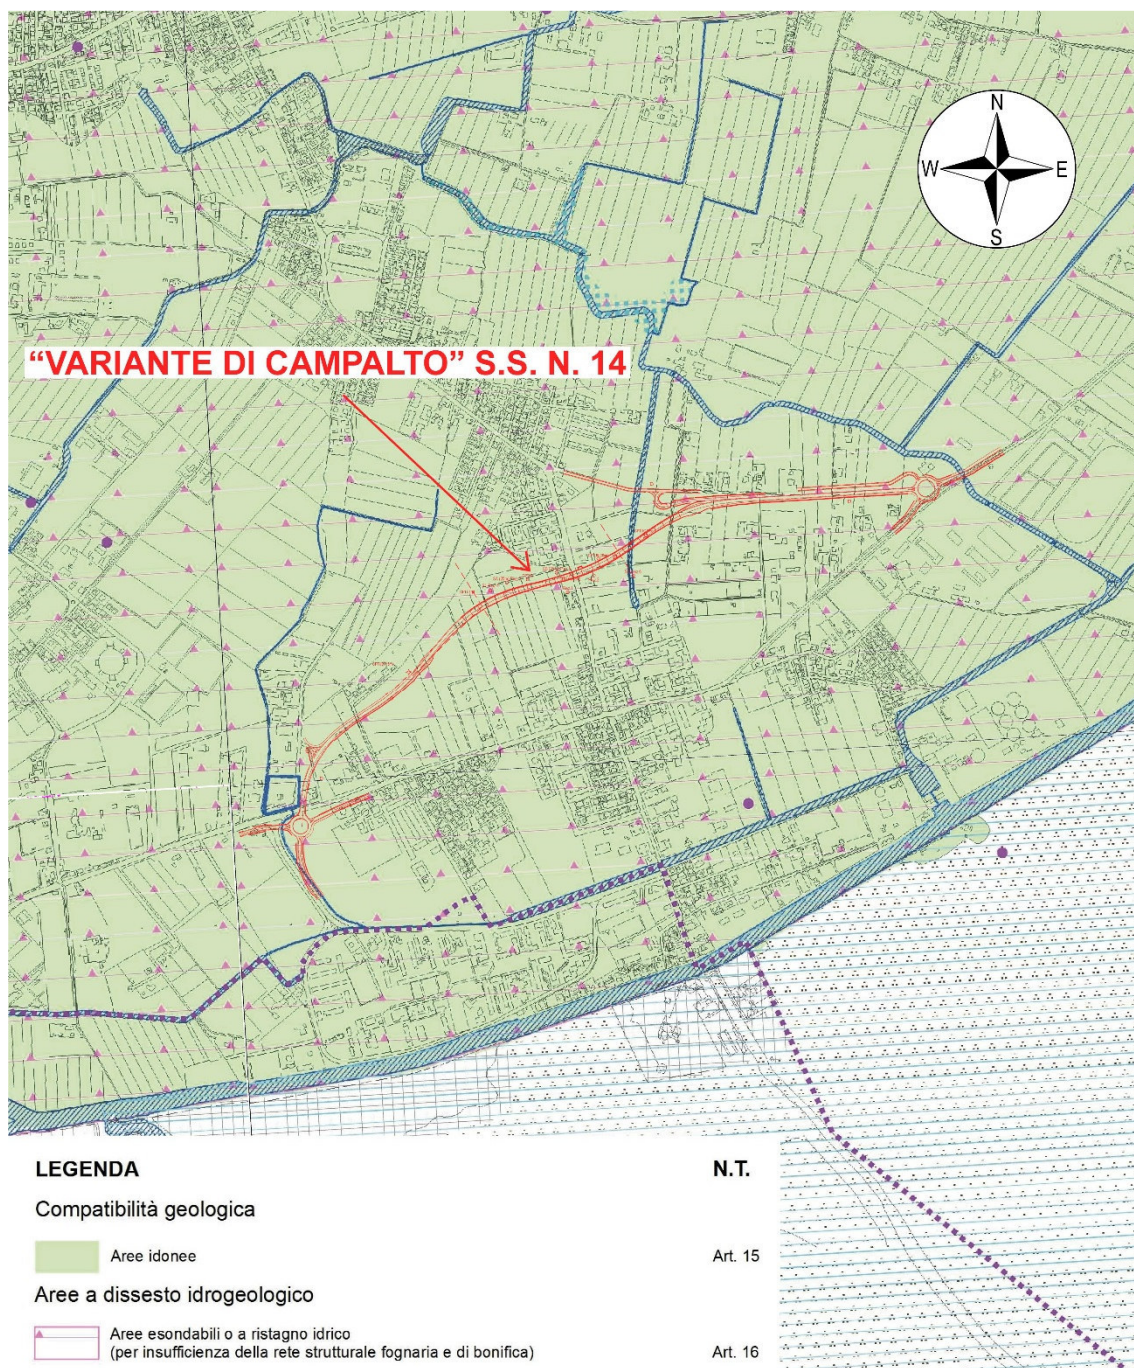 N
W E
S
“VARIANTE DI CAMPALTO” S.S. N. 14
LEGENDA N.T.
Compatibilità geologica
Aree idonee Art. 15
Aree a dissesto idrogeologico
Aree esondabili o a ristagno idrico
(per insufficienza della rete strutturale fognaria e di bonifica) Art. 16